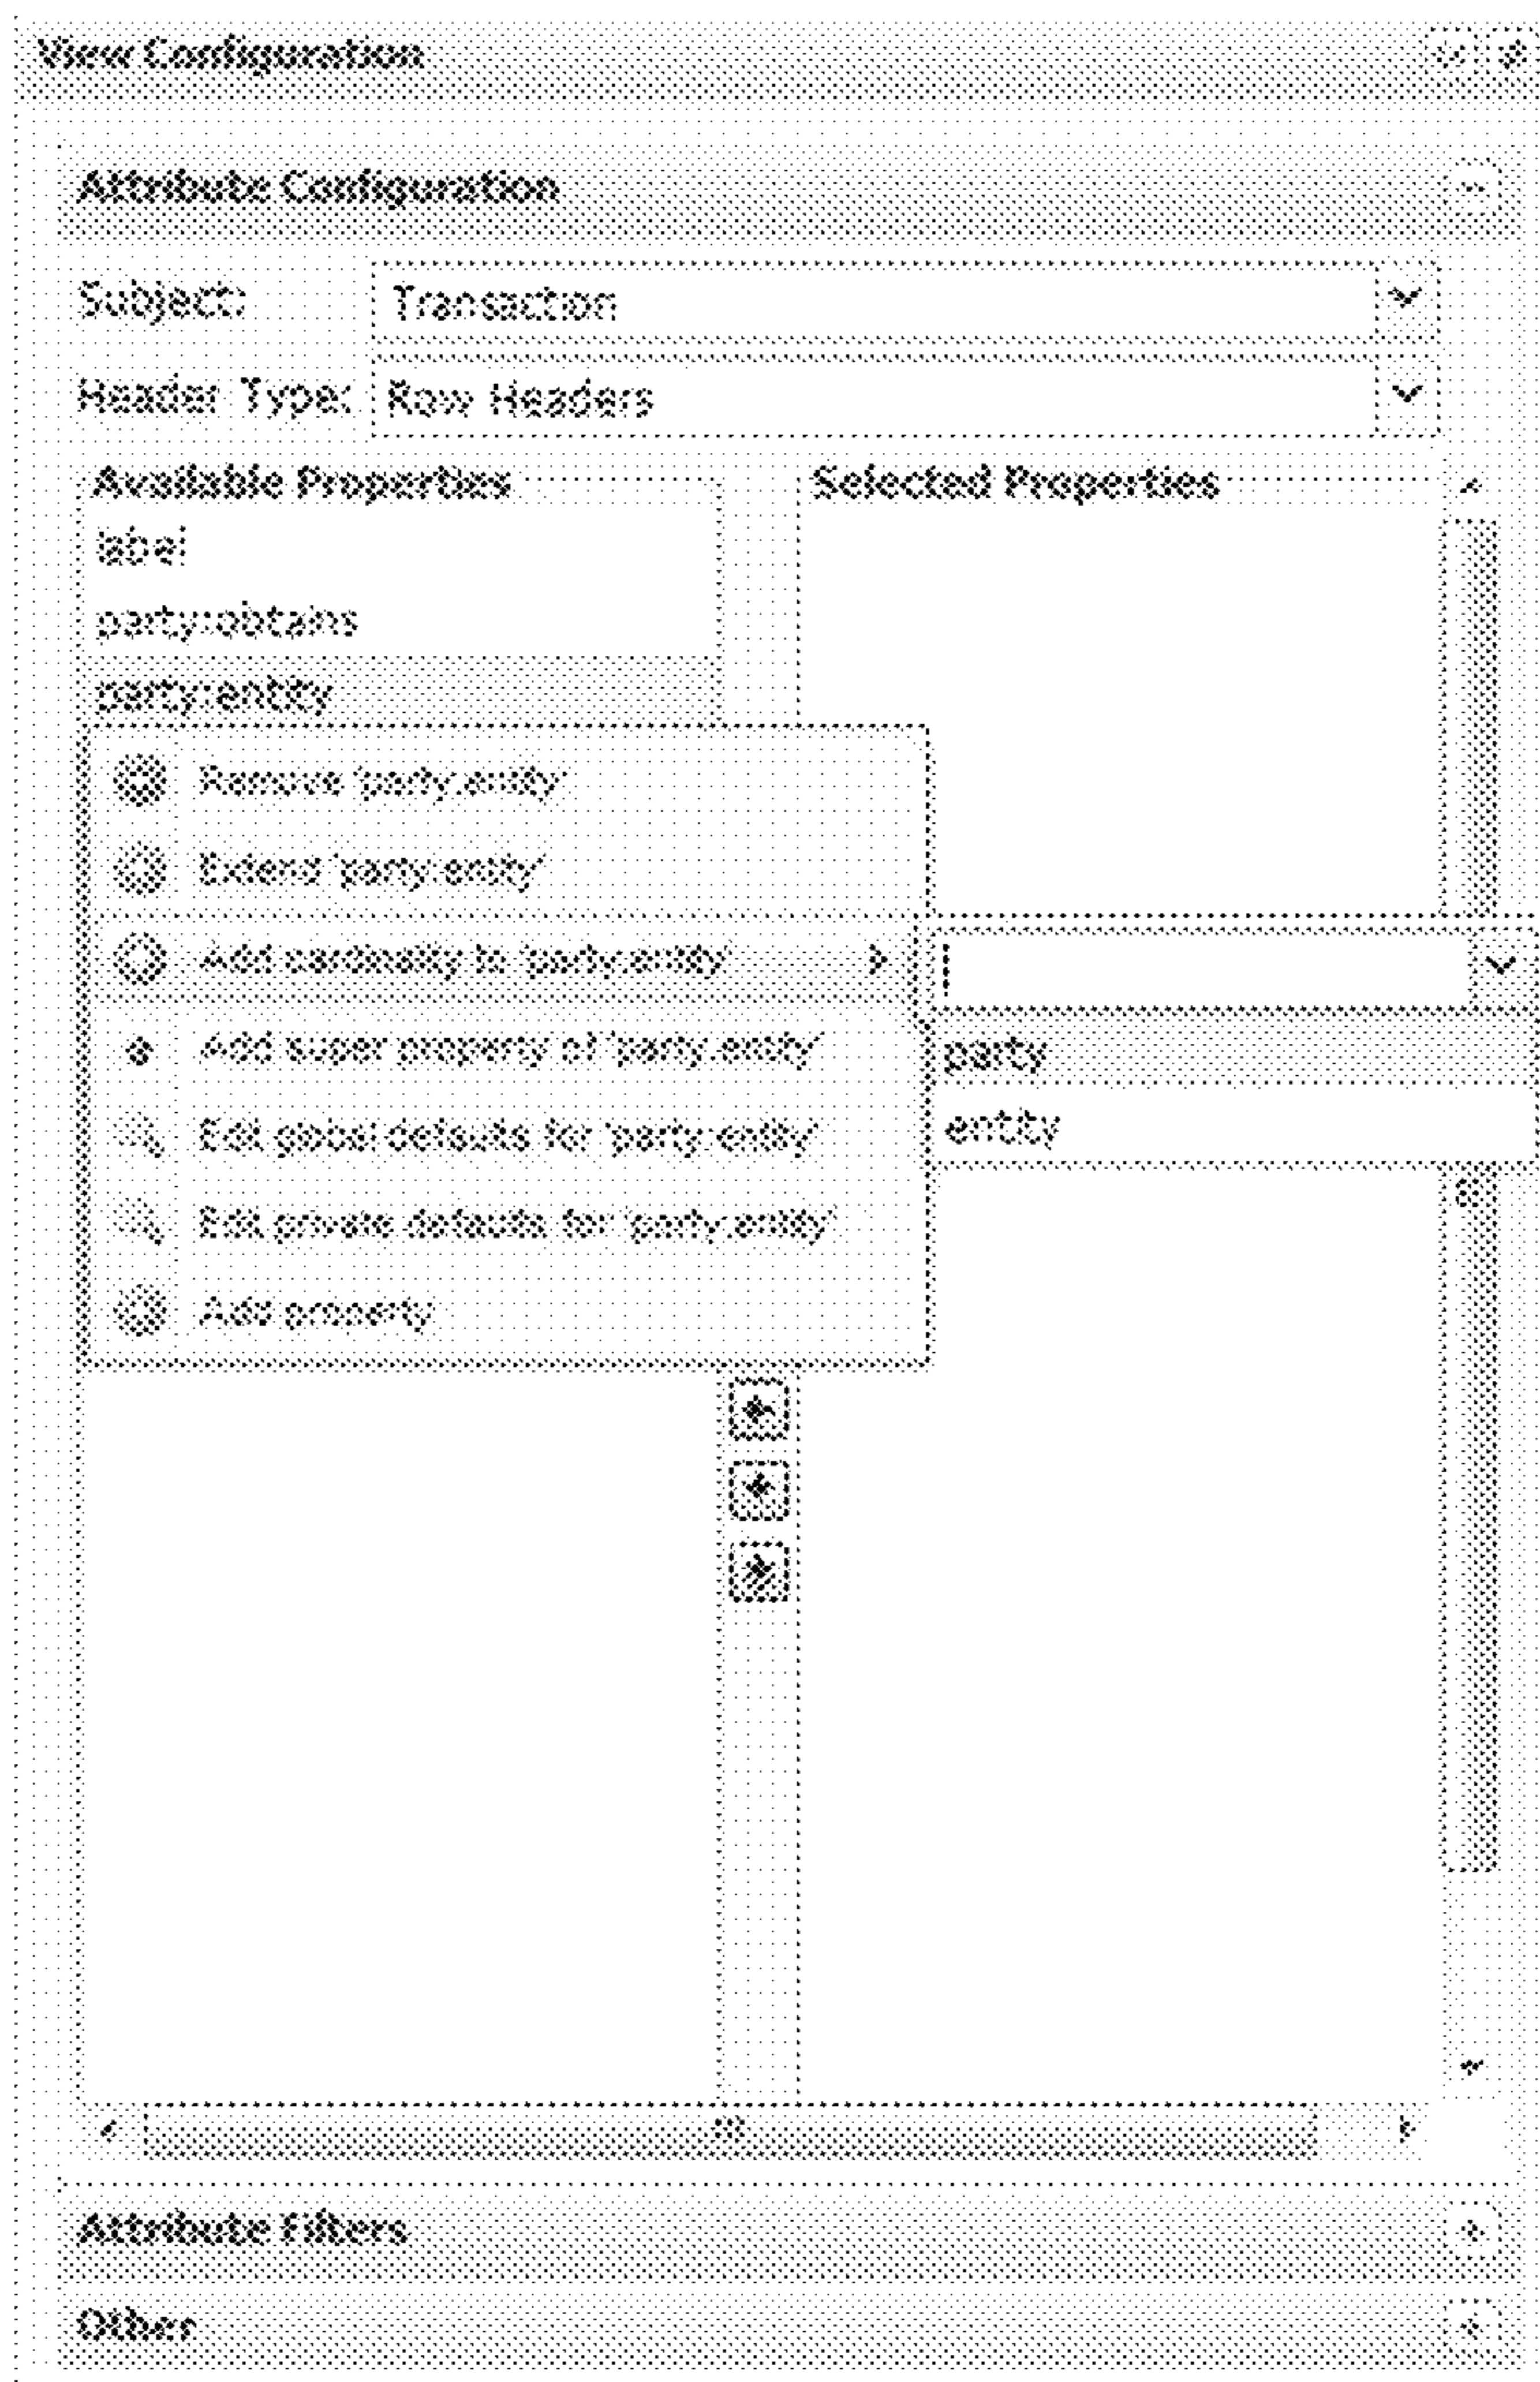 View Configuration
Attribute Configuration
Subject: Transaction
Header Type: Row Headers
Available Properties Selected Properties
label
party:obtains
party:entity
Remove 'party:entity'
Extend 'party:entity'
Add cardinality to 'party:entity'
Add super property of 'party:entity'
party
Edit global defaults for 'party:entity'
entity
Edit private defaults for 'party:entity'
Add property
Attribute Filters
Other